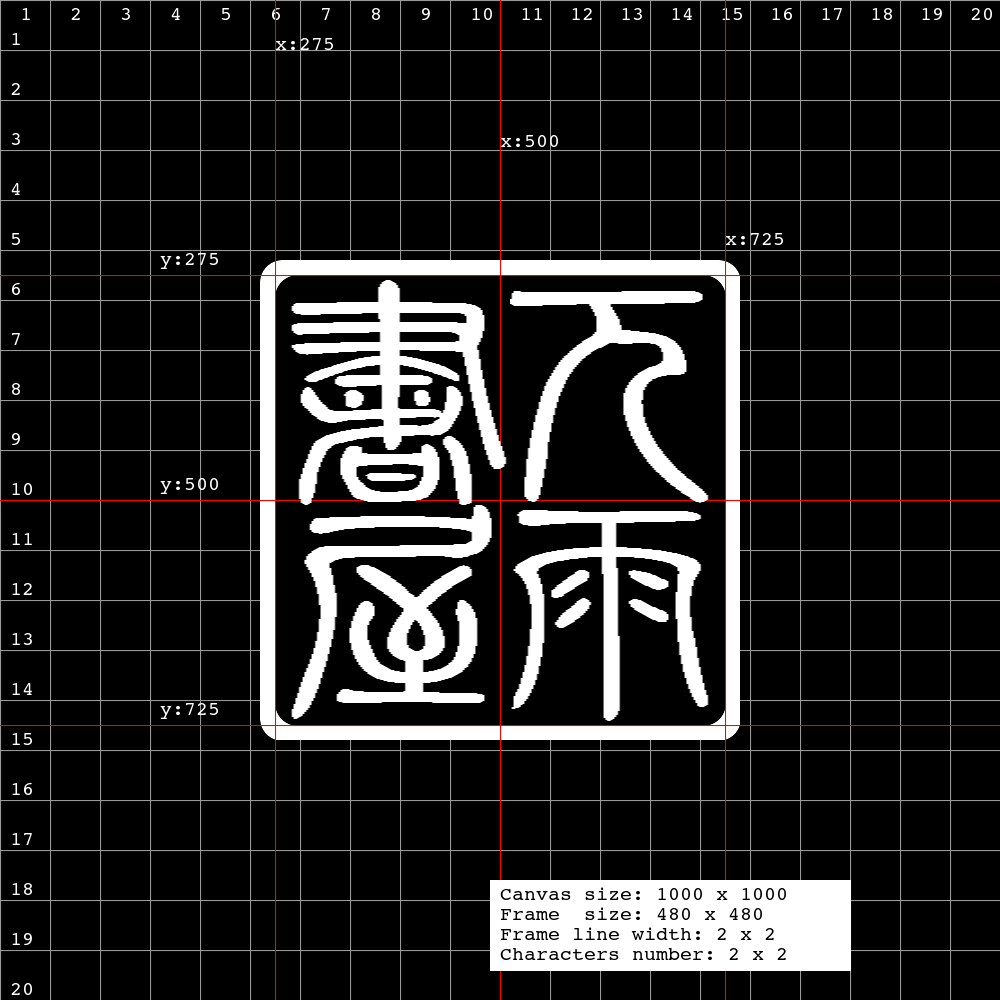 1 2 3 4 5 6 7 8 9 10 11 12 13 14 15 16 17 18 19 20
1
x:275
2
3
x:500
4
5
x:725
y:275
6
7
8
9
y:500
10
11
12
13
y:725
14
15
16
17
18
19
20
雨
書屋
Canvas size: 1000 x 1000
Frame size: 480 x 480
Frame line width: 2 x 2
Characters number: 2 x 2